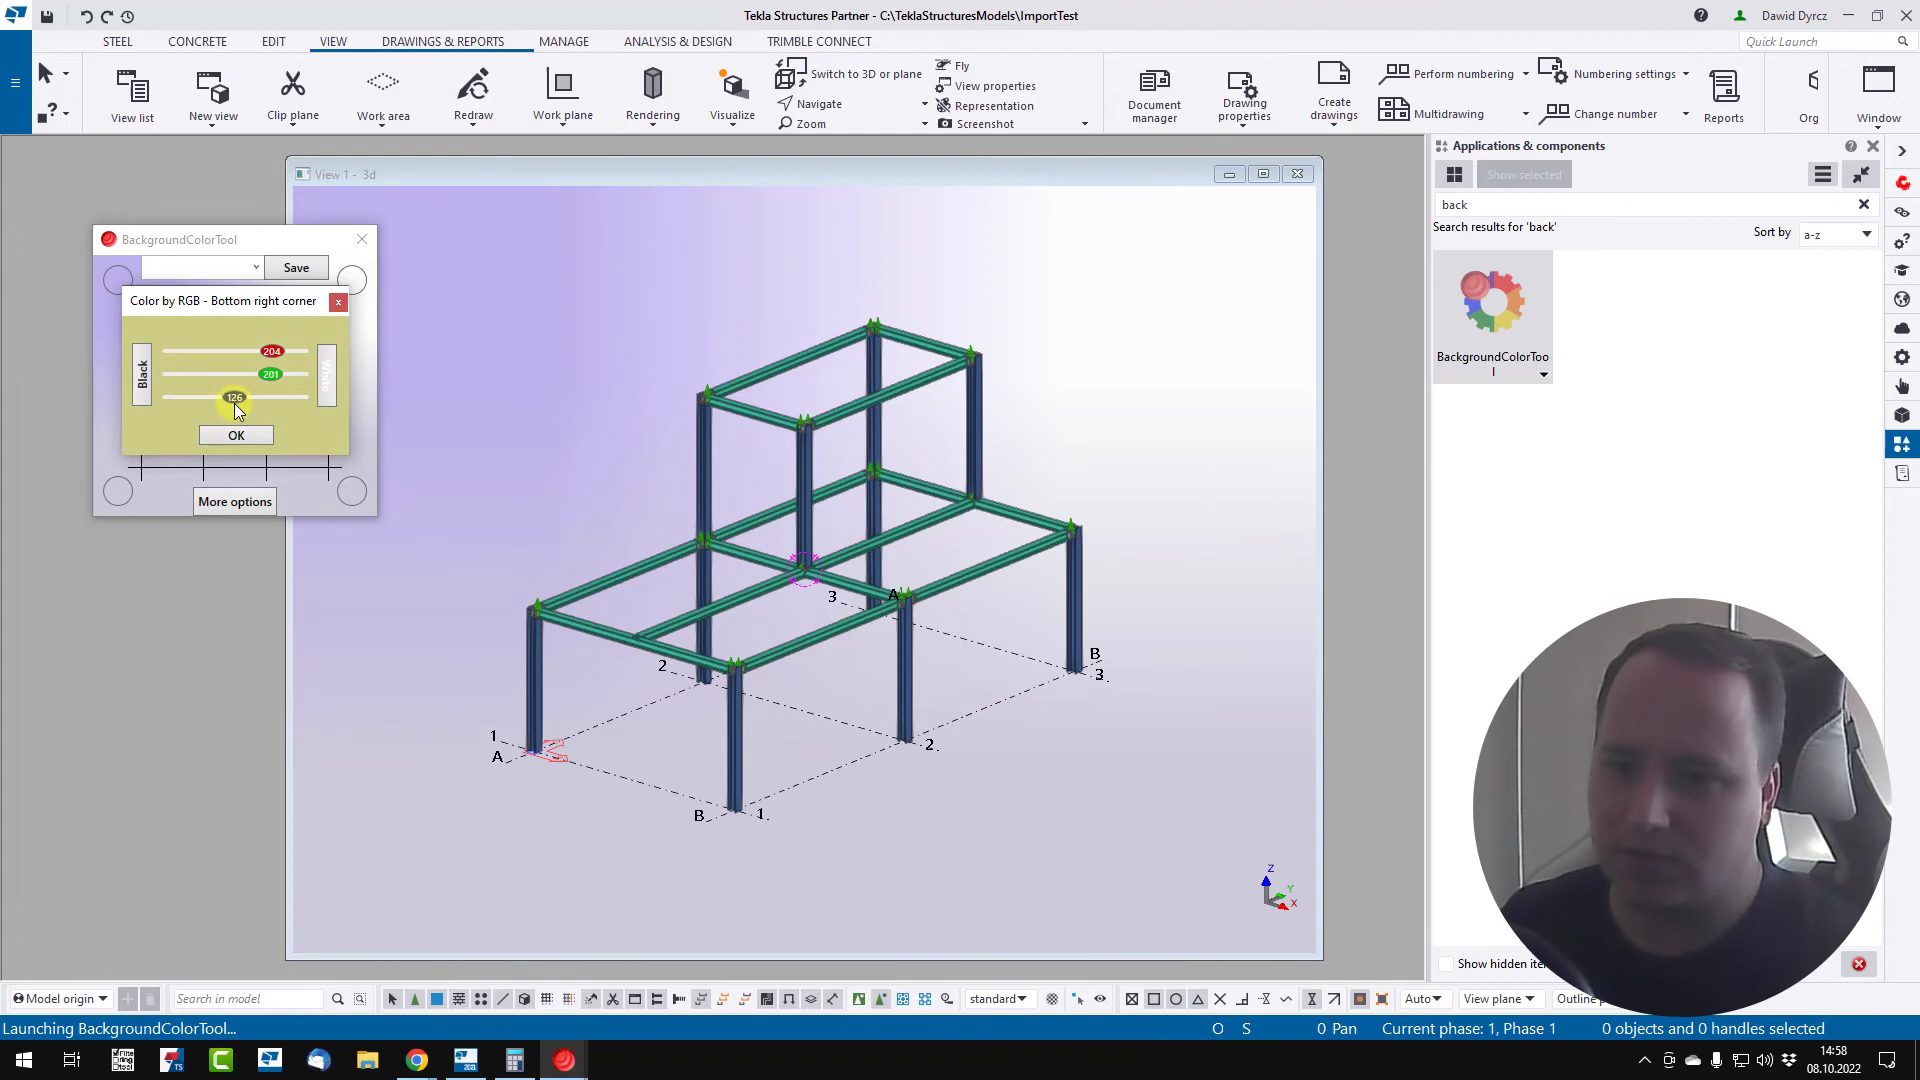 Tekla Structures Partner - C:\TeklaStructuresModels\ImportTest
Dawid Dyrcz
STEEL CONCRETE EDIT VIEW DRAWINGS & REPORTS MANAGE ANALYSIS & DESIGN TRIMBLE CONNECT
Quick Launch
View list
New view
Clip plane
Work area
Redraw
Work plane
Rendering
Visualize
Switch to 3D or plane
Navigate
Zoom
Fly
View properties
Representation
Screenshot
Document manager
Drawing properties
Create drawings
Perform numbering
Multidrawing
Numbering settings
Change number
Reports
Org
Window
View 1 - 3d
BackgroundColorTool
Save
Color by RGB - Bottom right corner
x
Black
White
204
201
126
OK
More options
3 A
2
B
3
1
A
2
B 1
Z
Y
X
Applications & components
Show selected
back
Search results for 'back'
Sort by a-z
BackgroundColorToo
l
Show hidden ite
Model origin
Search in model
standard
Auto
View plane
Outline
Launching BackgroundColorTool...
O S 0 Pan Current phase: 1, Phase 1 0 objects and 0 handles selected
14:58
08.10.2022